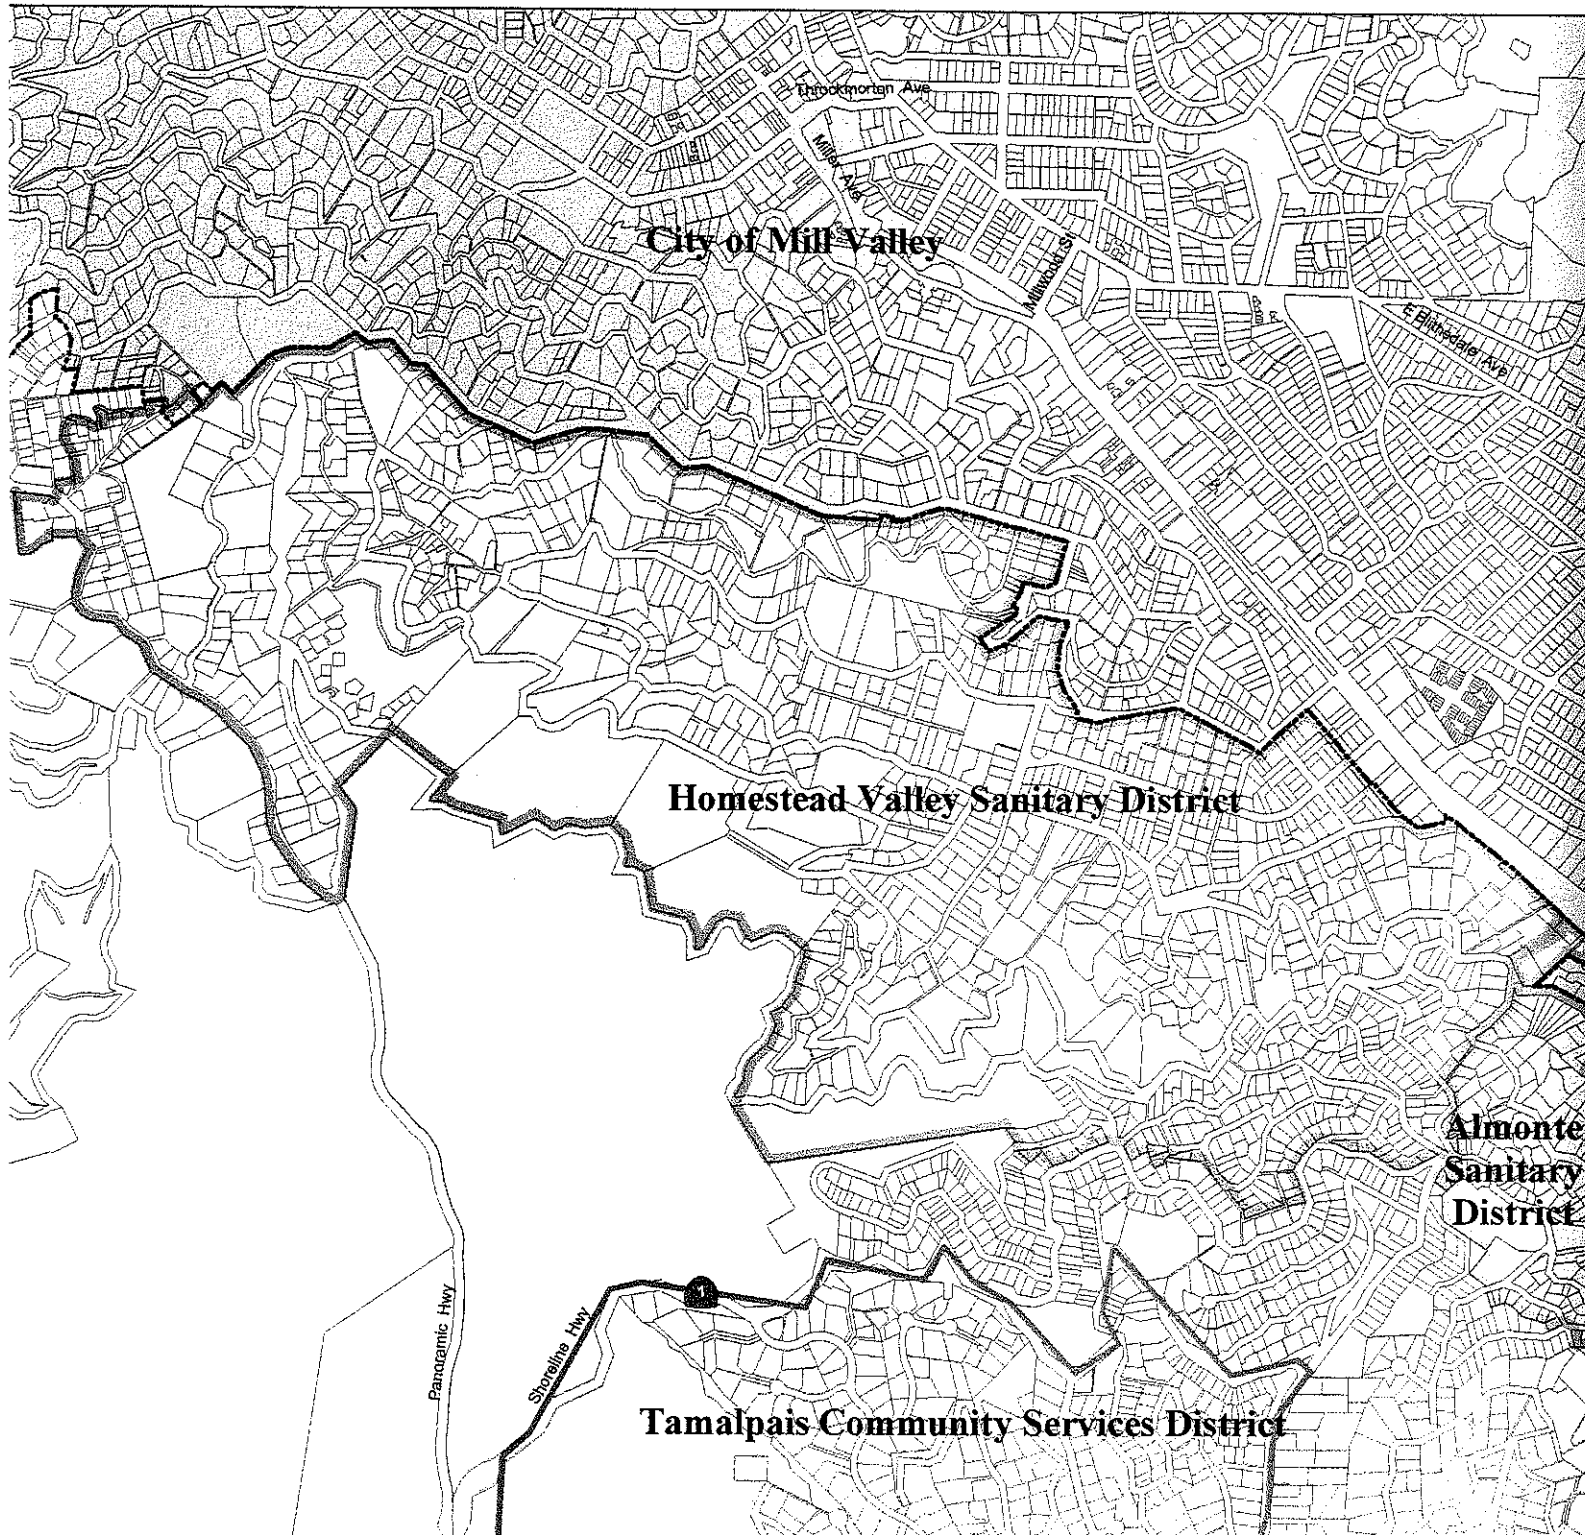 Throckmorton Ave
Miller Ave
City of Mill Valley
Millwood St
E Blithedale Ave
Homestead Valley Sanitary District
Almonte
Sanitary
District
1
Shoreline Hwy
Panoramic Hwy
Tamalpais Community Services District